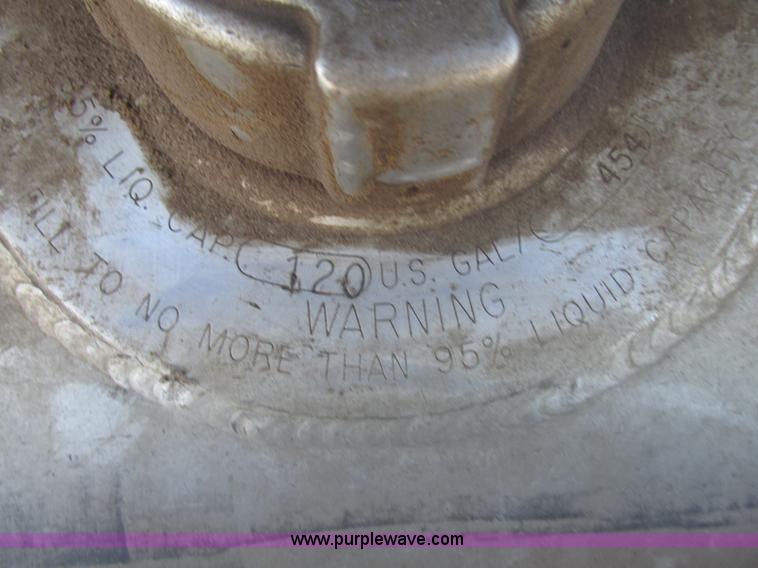 5% LIQ. CAP. 120 U.S. GAL/ 454
FILL TO NO MORE THAN 95% LIQUID CAPACITY
WARNING
www.purplewave.com